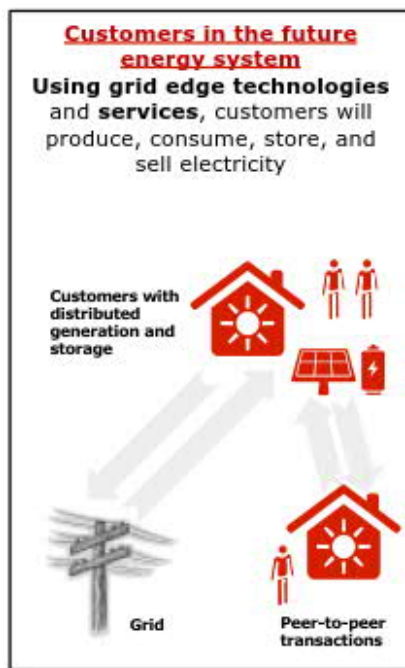 Customers in the future
energy system
Using grid edge technologies
and services, customers will
produce, consume, store, and
sell electricity
Customers with
distributed
generation and
storage
Grid
Peer-to-peer
transactions